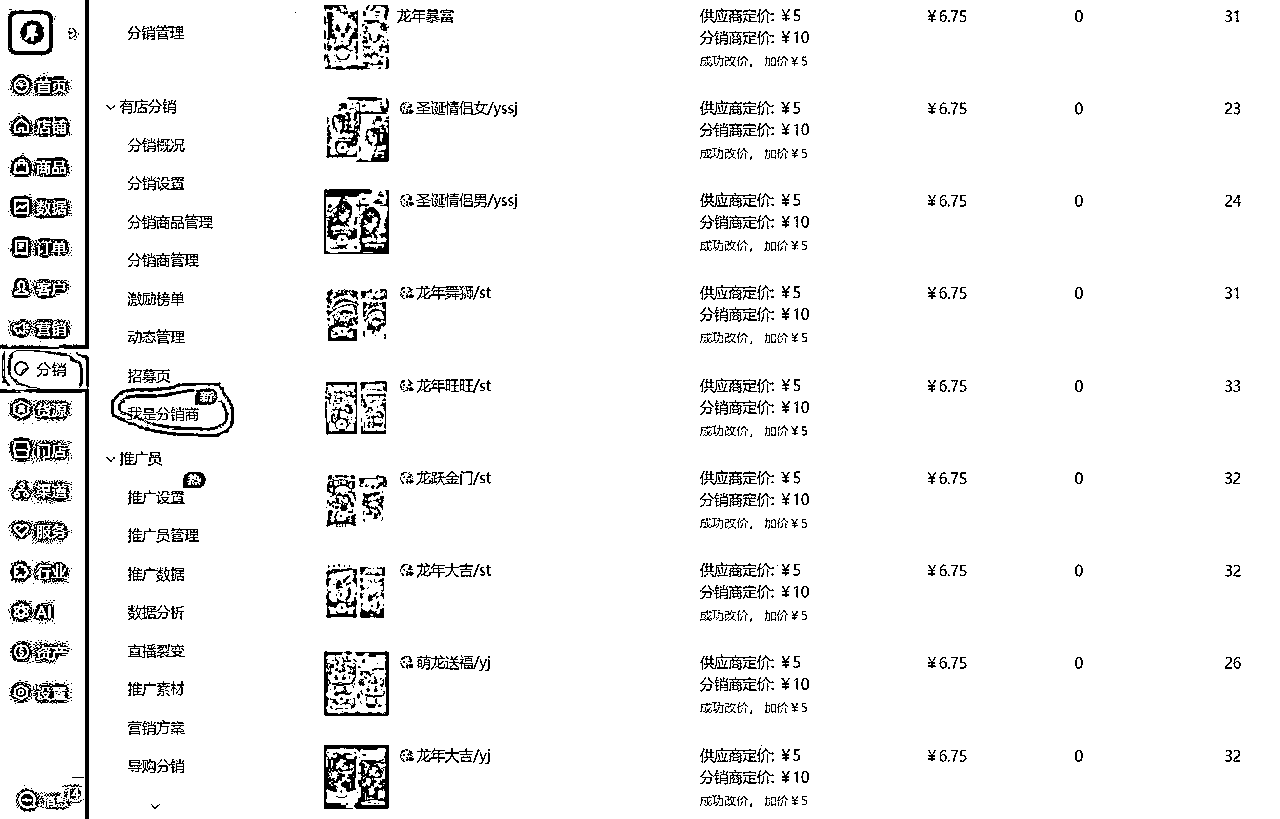 首页
店铺
商品
数据
订单
客户
营销
分销
货源
门店
渠道
服务
行业
AI
资产
设置
14
分销管理
有店分销
分销概况
分销设置
分销商品管理
分销商管理
激励榜单
动态管理
招募页
新
我是分销商
推广员
热
推广设置
推广员管理
推广数据
数据分析
直播裂变
推广素材
营销方案
导购分销
龙年暴富
供应商定价: ¥5
¥6.75
0
31
分销商定价: ¥10
成功改价, 加价¥5
圣诞情侣女/yssj
供应商定价: ¥5
¥6.75
0
23
分销商定价: ¥10
成功改价, 加价¥5
圣诞情侣男/yssj
供应商定价: ¥5
¥6.75
0
24
分销商定价: ¥10
成功改价, 加价¥5
龙年舞狮/st
供应商定价: ¥5
¥6.75
0
31
分销商定价: ¥10
成功改价, 加价¥5
龙年旺旺/st
供应商定价: ¥5
¥6.75
0
33
分销商定价: ¥10
成功改价, 加价¥5
龙跃金门/st
供应商定价: ¥5
¥6.75
0
32
分销商定价: ¥10
成功改价, 加价¥5
龙年大吉/st
供应商定价: ¥5
¥6.75
0
32
分销商定价: ¥10
成功改价, 加价¥5
萌龙送福/yj
供应商定价: ¥5
¥6.75
0
26
分销商定价: ¥10
成功改价, 加价¥5
龙年大吉/yj
供应商定价: ¥5
¥6.75
0
32
分销商定价: ¥10
成功改价, 加价¥5